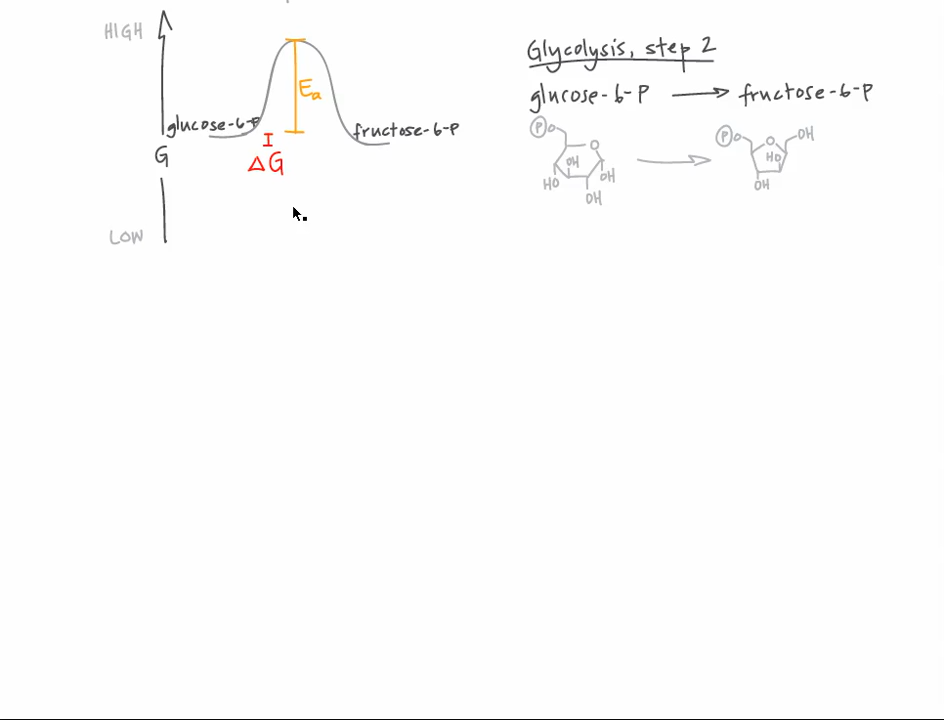 HIGH
glucose-6-P
fructose-6-P
Ea
G
ΔG
LOW
Glycolysis, step 2
glucose-6-P → fructose-6-P
P O O OH OH HO OH
P O O OH HO OH